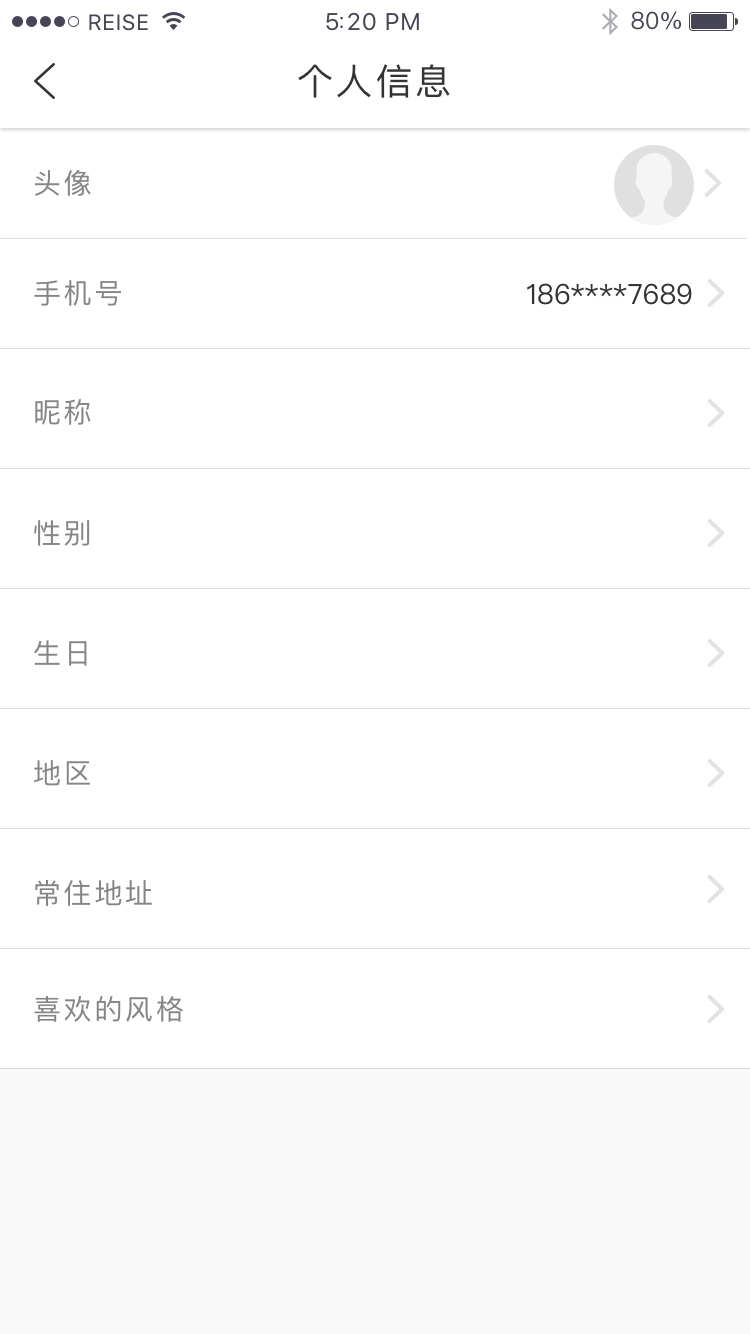 REISE 5:20 PM 80%
个人信息
头像
手机号 186****7689
昵称
性别
生日
地区
常住地址
喜欢的风格